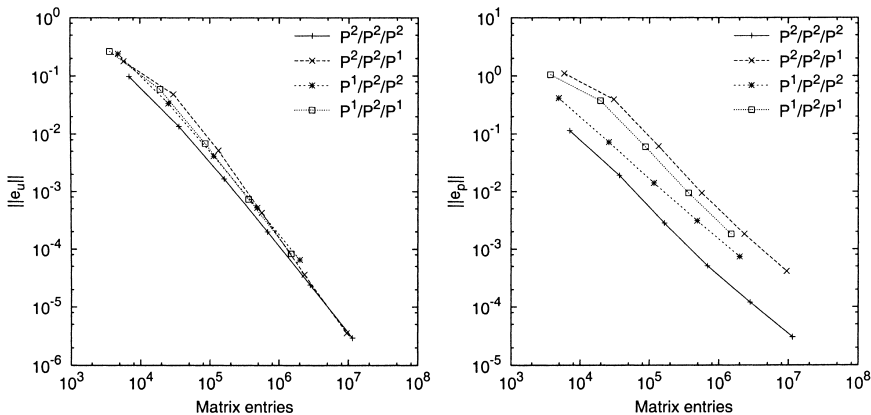 10^0
10^-1
10^-2
10^-3
10^-4
10^-5
10^-6
||e_u||
10^3 10^4 10^5 10^6 10^7 10^8
Matrix entries
P^2/P^2/P^2
P^2/P^2/P^1
P^1/P^2/P^2
P^1/P^2/P^1
10^1
10^0
10^-1
10^-2
10^-3
10^-4
10^-5
||e_p||
10^3 10^4 10^5 10^6 10^7 10^8
Matrix entries
P^2/P^2/P^2
P^2/P^2/P^1
P^1/P^2/P^2
P^1/P^2/P^1